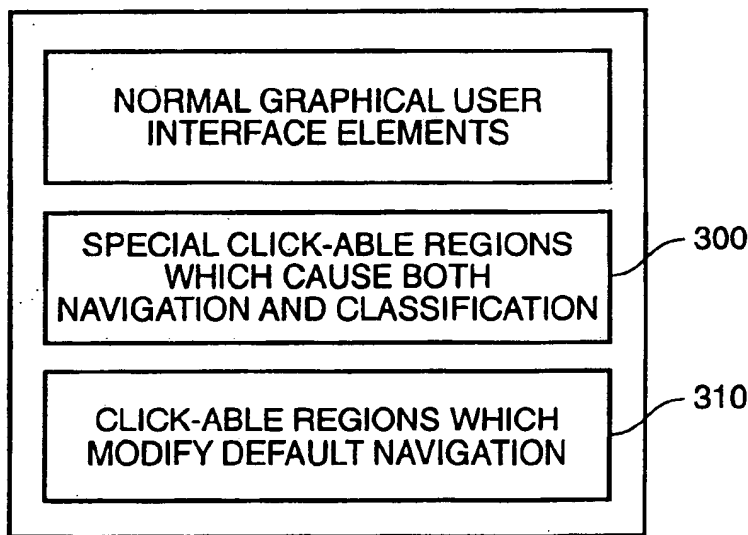 NORMAL GRAPHICAL USER
INTERFACE ELEMENTS
SPECIAL CLICK-ABLE REGIONS
WHICH CAUSE BOTH
NAVIGATION AND CLASSIFICATION
300
CLICK-ABLE REGIONS WHICH
MODIFY DEFAULT NAVIGATION
310